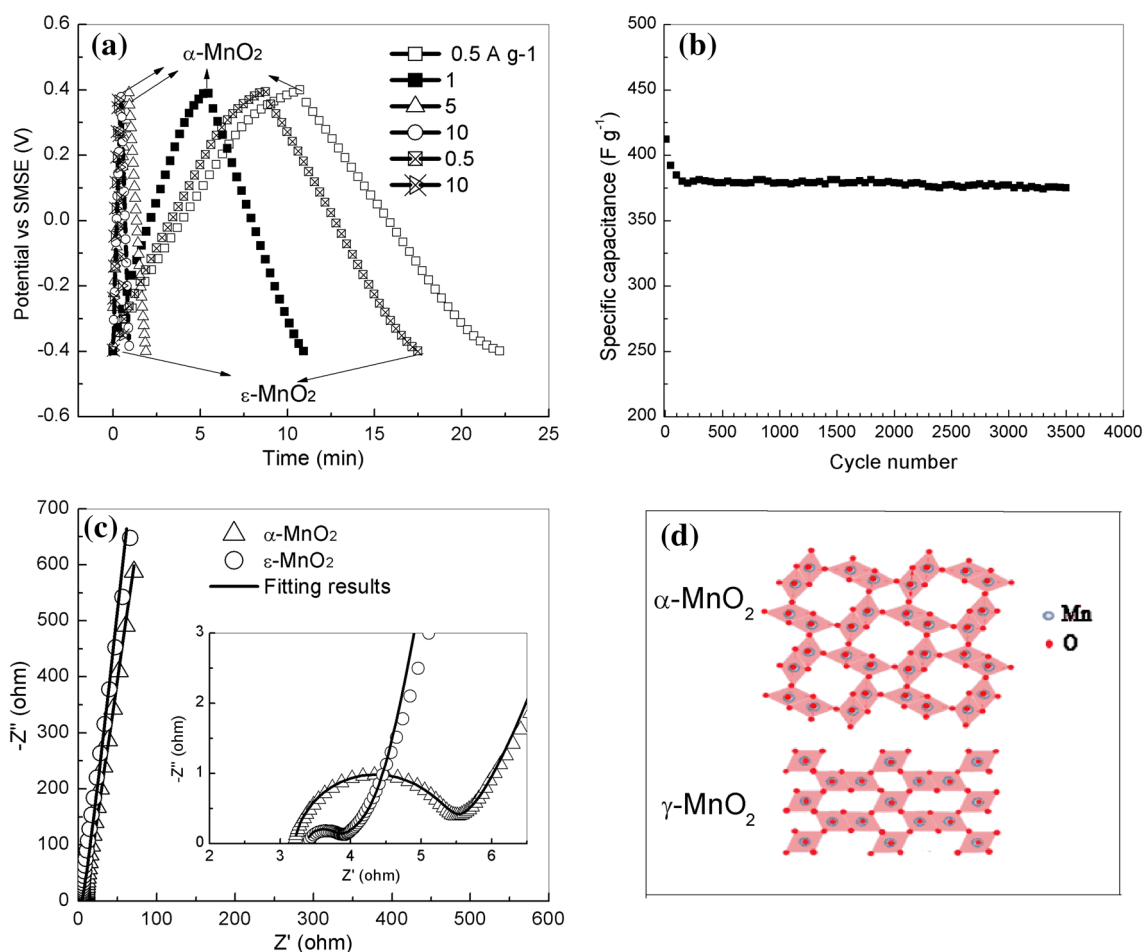 (a)
α-MnO2
0.5 A g-1
1
5
10
0.5
10
ε-MnO2
0.6
0.4
0.2
0.0
-0.2
-0.4
-0.6
Potential vs SMSE (V)
0 5 10 15 20 25
Time (min)
(b)
500
450
400
350
300
250
200
Specific capacitance (F g-1)
0 500 1000 1500 2000 2500 3000 3500 4000
Cycle number
(c)
α-MnO2
ε-MnO2
Fitting results
700
600
500
400
300
200
100
0
-Z'' (ohm)
0 100 200 300 400 500 600
Z' (ohm)
3
2
1
0
-Z'' (ohm)
2 3 4 5 6
Z' (ohm)
(d)
α-MnO2
Mn
O
γ-MnO2